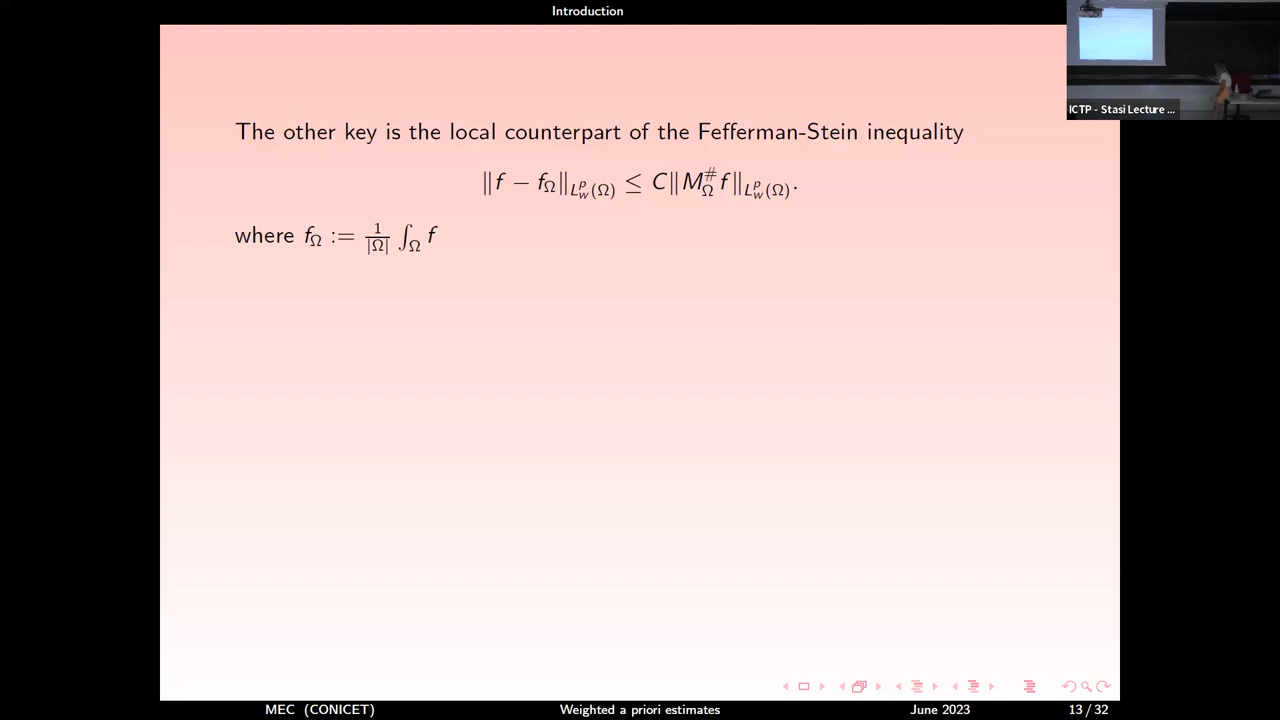 Introduction
ICTP - Stasi Lecture ...
The other key is the local counterpart of the Fefferman-Stein inequality
‖f − f_Ω‖_{L^p_w(Ω)} ≤ C‖M^#_Ω f‖_{L^p_w(Ω)}.
where f_Ω := 1/|Ω| ∫_Ω f
MEC (CONICET) Weighted a priori estimates June 2023 13 / 32